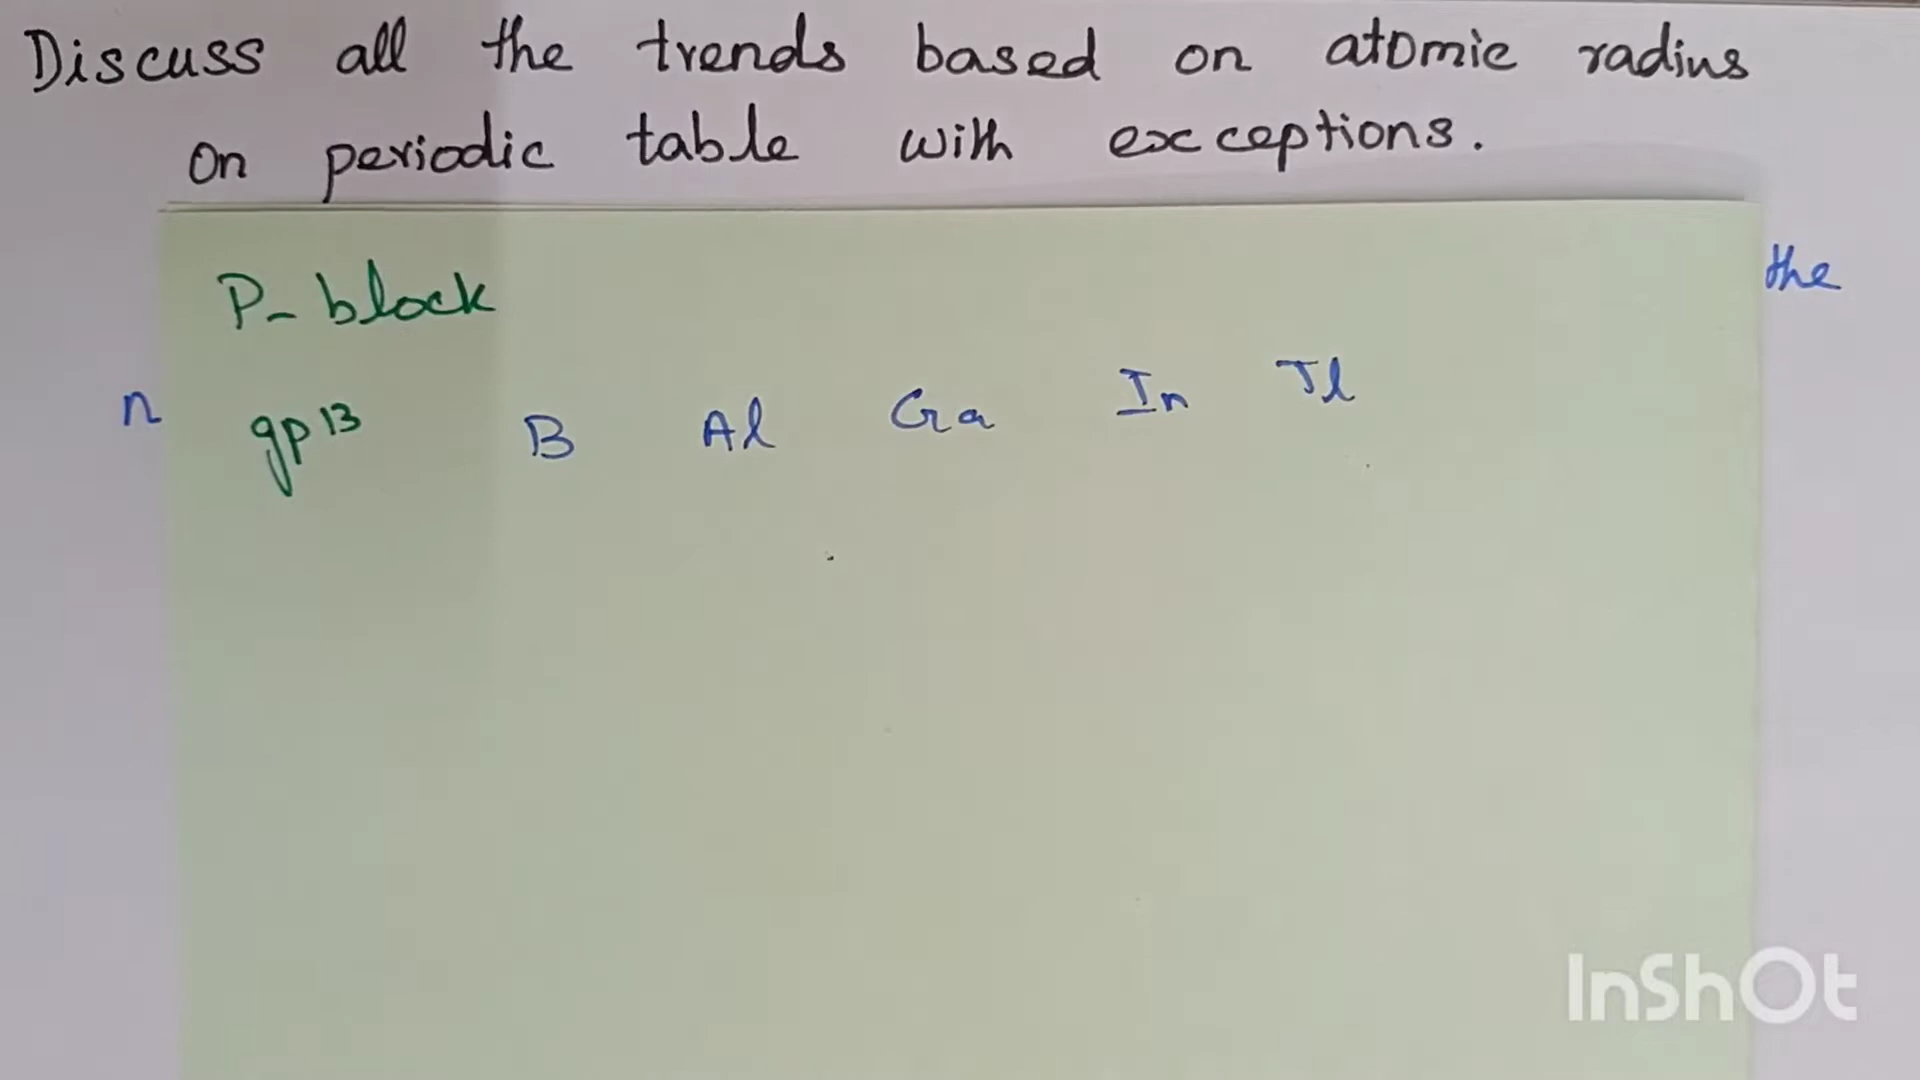 Discuss all the trends based on atomic radius
on periodic table with exceptions.
the
P- block
n
gp 13 B Al Ga In Tl
InShOt